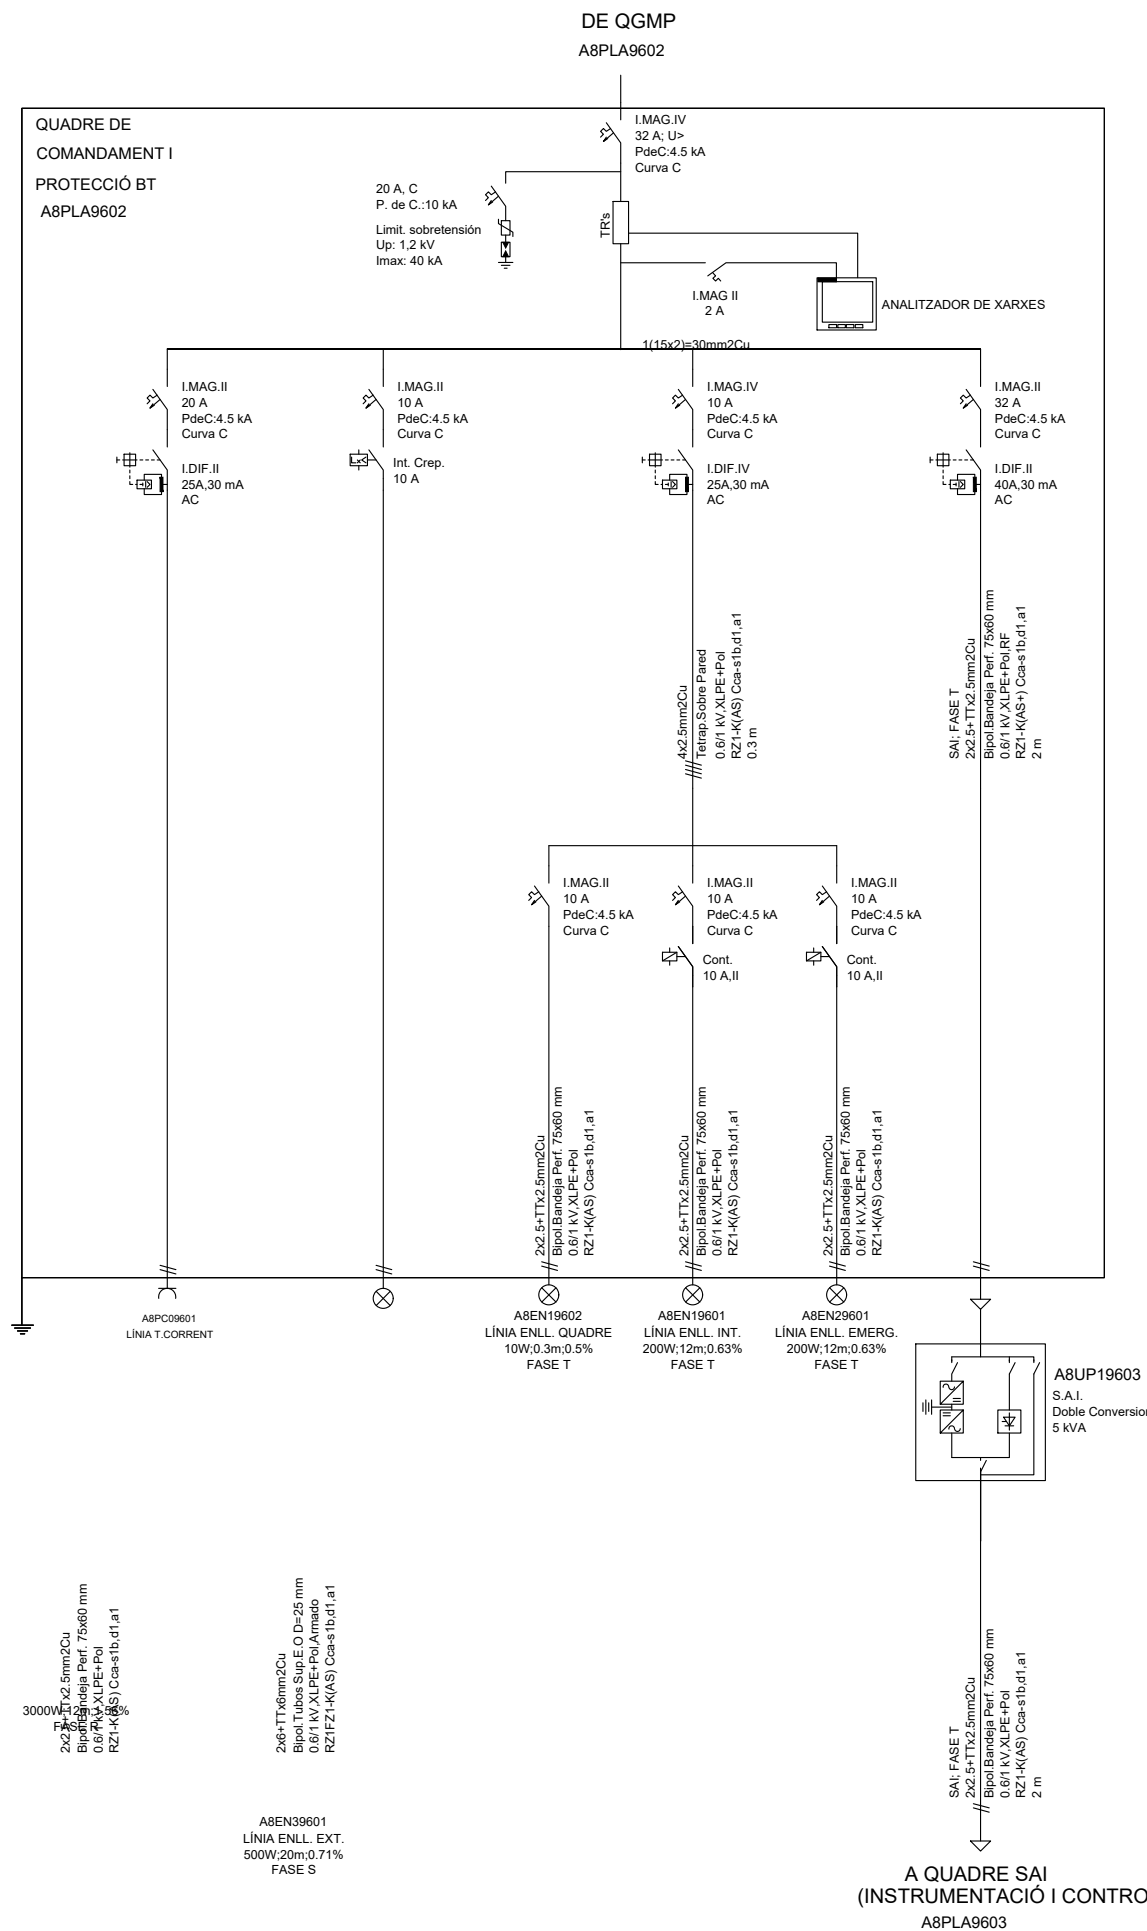 DE QGMP
A8PLA9602
QUADRE DE
COMANDAMENT I
PROTECCIÓ BT
A8PLA9602
I.MAG.IV
32 A; U>
PdeC:4.5 kA
Curva C
20 A, C
P. de C.:10 kA
Limit. sobretensión
Up: 1,2 kV
Imax: 40 kA
TR's
I.MAG II
2 A
ANALITZADOR DE XARXES
1(15x2)=30mm2Cu
I.MAG.II
20 A
PdeC:4.5 kA
Curva C
I.DIF.II
25A,30 mA
AC
I.MAG.II
10 A
PdeC:4.5 kA
Curva C
Int. Crep.
10 A
I.MAG.IV
10 A
PdeC:4.5 kA
Curva C
I.DIF.IV
25A,30 mA
AC
I.MAG.II
32 A
PdeC:4.5 kA
Curva C
I.DIF.II
40A,30 mA
AC
4x2.5mm2Cu
Tetrap.Sobre Pared
0.6/1 kV,XLPE+Pol
RZ1-K(AS) Cca-s1b,d1,a1
0.3 m
SAI; FASE T
2x2.5+TTx2.5mm2Cu
Bipol.Bandeja Perf. 75x60 mm
0.6/1 kV,XLPE+Pol,RF
RZ1-K(AS+) Cca-s1b,d1,a1
2 m
I.MAG.II
10 A
PdeC:4.5 kA
Curva C
I.MAG.II
10 A
PdeC:4.5 kA
Curva C
Cont.
10 A,II
I.MAG.II
10 A
PdeC:4.5 kA
Curva C
Cont.
10 A,II
2x2.5+TTx2.5mm2Cu
Bipol.Bandeja Perf. 75x60 mm
0.6/1 kV,XLPE+Pol
RZ1-K(AS) Cca-s1b,d1,a1
2x2.5+TTx2.5mm2Cu
Bipol.Bandeja Perf. 75x60 mm
0.6/1 kV,XLPE+Pol
RZ1-K(AS) Cca-s1b,d1,a1
2x2.5+TTx2.5mm2Cu
Bipol.Bandeja Perf. 75x60 mm
0.6/1 kV,XLPE+Pol
RZ1-K(AS) Cca-s1b,d1,a1
A8PC09601
LÍNIA T.CORRENT
A8EN19602
LÍNIA ENLL. QUADRE
10W;0.3m;0.5%
FASE T
A8EN19601
LÍNIA ENLL. INT.
200W;12m;0.63%
FASE T
A8EN29601
LÍNIA ENLL. EMERG.
200W;12m;0.63%
FASE T
A8UP19603
S.A.I.
Doble Conversion
5 kVA
2x2.5+TTx2.5mm2Cu
Bipol.Bandeja Perf. 75x60 mm
0.6/1 kV,XLPE+Pol
RZ1-K(AS) Cca-s1b,d1,a1
3000W;12m;
FASE R
2x6+TTx6mm2Cu
Bipol.Tubos Sup.E.O D=25 mm
0.6/1 kV,XLPE+Pol,Armado
RZ1FZ1-K(AS) Cca-s1b,d1,a1
A8EN39601
LÍNIA ENLL. EXT.
500W;20m;0.71%
FASE S
SAI; FASE T
2x2.5+TTx2.5mm2Cu
Bipol.Bandeja Perf. 75x60 mm
0.6/1 kV,XLPE+Pol
RZ1-K(AS) Cca-s1b,d1,a1
2 m
A QUADRE SAI
(INSTRUMENTACIÓ I CONTRO
A8PLA9603